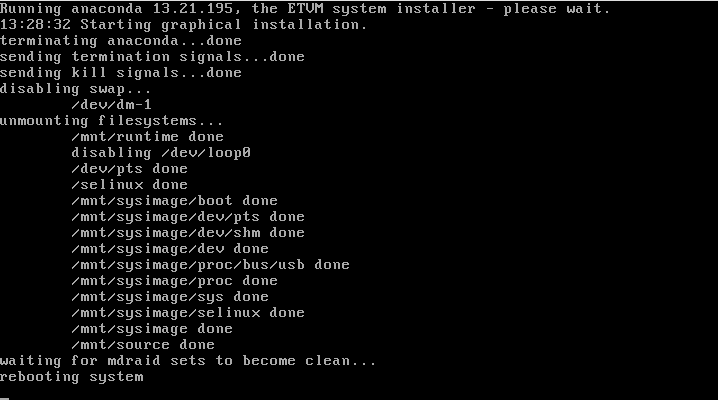 Running anaconda 13.21.195, the ETVM system installer - please wait.
13:28:32 Starting graphical installation.
terminating anaconda...done
sending termination signals...done
sending kill signals...done
disabling swap...
/dev/dm-1
unmounting filesystems...
/mnt/runtime done
disabling /dev/loop0
/dev/pts done
/selinux done
/mnt/sysimage/boot done
/mnt/sysimage/dev/pts done
/mnt/sysimage/dev/shm done
/mnt/sysimage/dev done
/mnt/sysimage/proc/bus/usb done
/mnt/sysimage/proc done
/mnt/sysimage/sys done
/mnt/sysimage/selinux done
/mnt/sysimage done
/mnt/source done
waiting for mdraid sets to become clean...
rebooting system